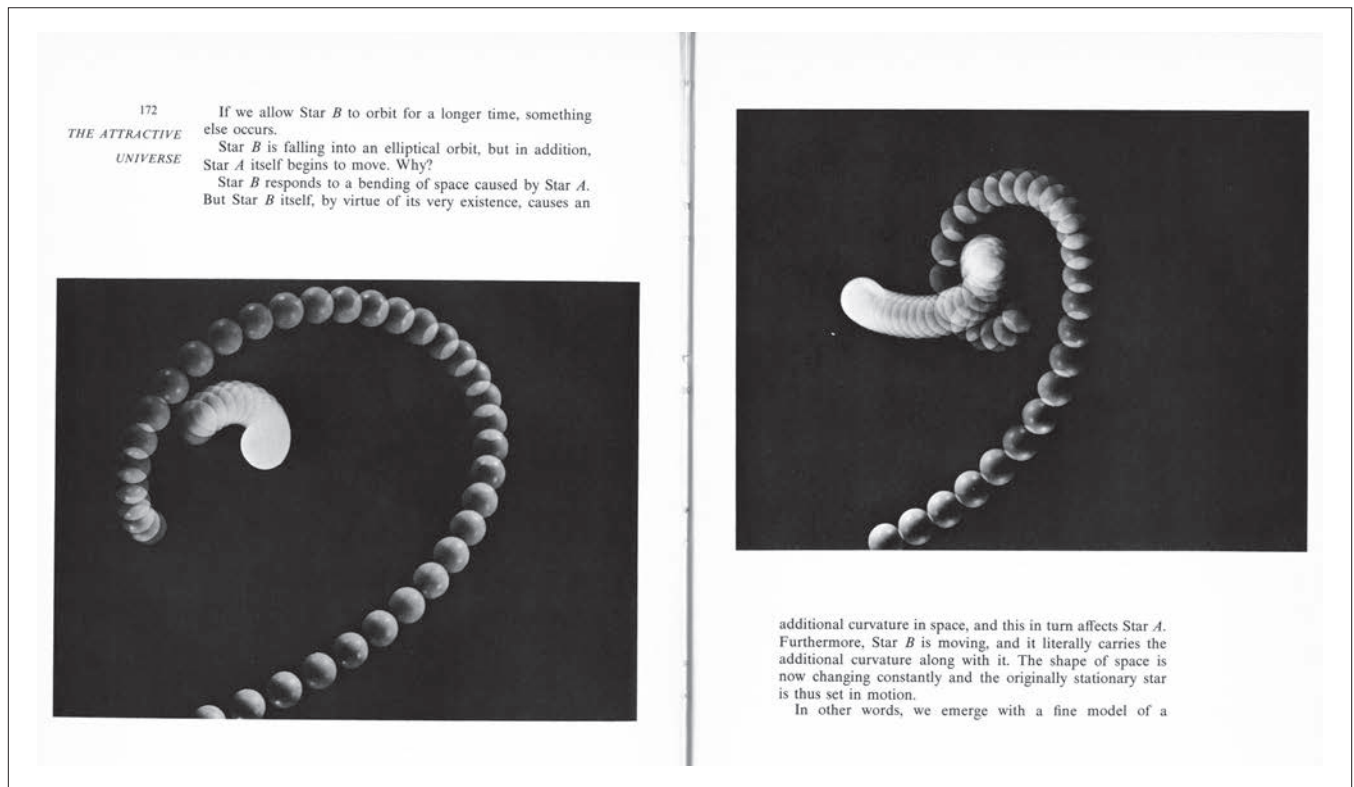 172
THE ATTRACTIVE
UNIVERSE
If we allow Star B to orbit for a longer time, something
else occurs.
Star B is falling into an elliptical orbit, but in addition,
Star A itself begins to move. Why?
Star B responds to a bending of space caused by Star A.
But Star B itself, by virtue of its very existence, causes an
additional curvature in space, and this in turn affects Star A.
Furthermore, Star B is moving, and it literally carries the
additional curvature along with it. The shape of space is
now changing constantly and the originally stationary star
is thus set in motion.
In other words, we emerge with a fine model of a